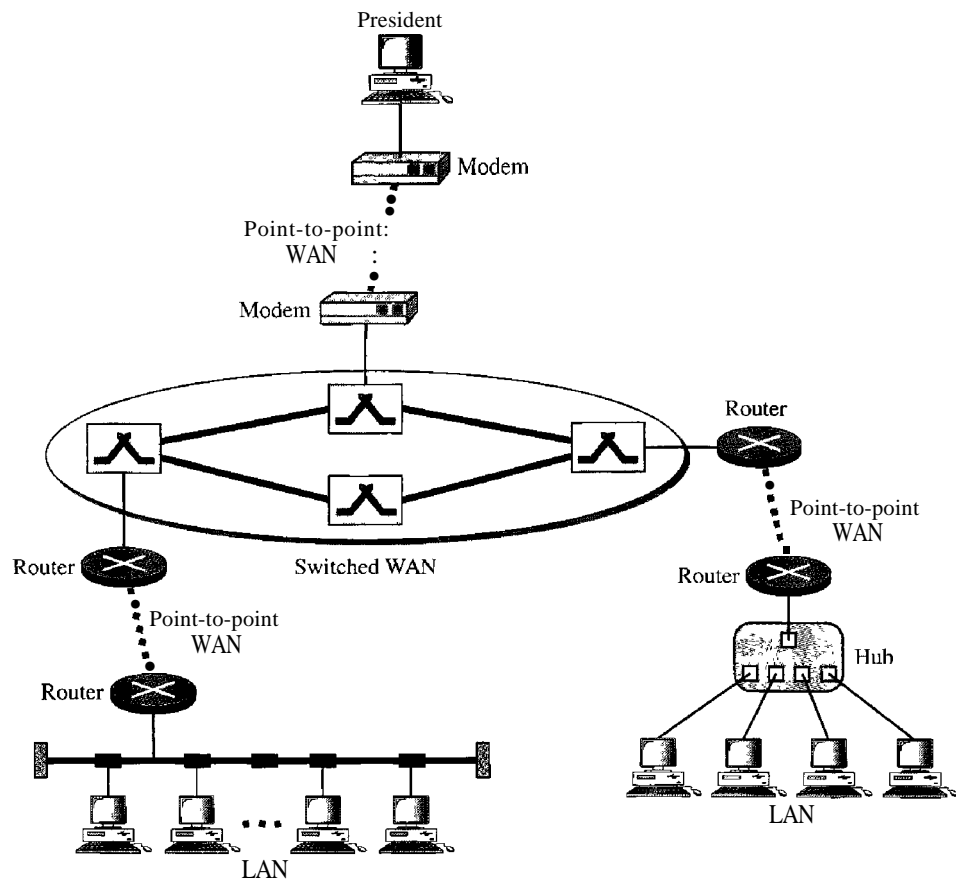 President
Modem
Point-to-point:
WAN :
Modem
Router
Point-to-point
WAN
Switched WAN
Router
Router
Point-to-point
WAN
Hub
Router
LAN
LAN